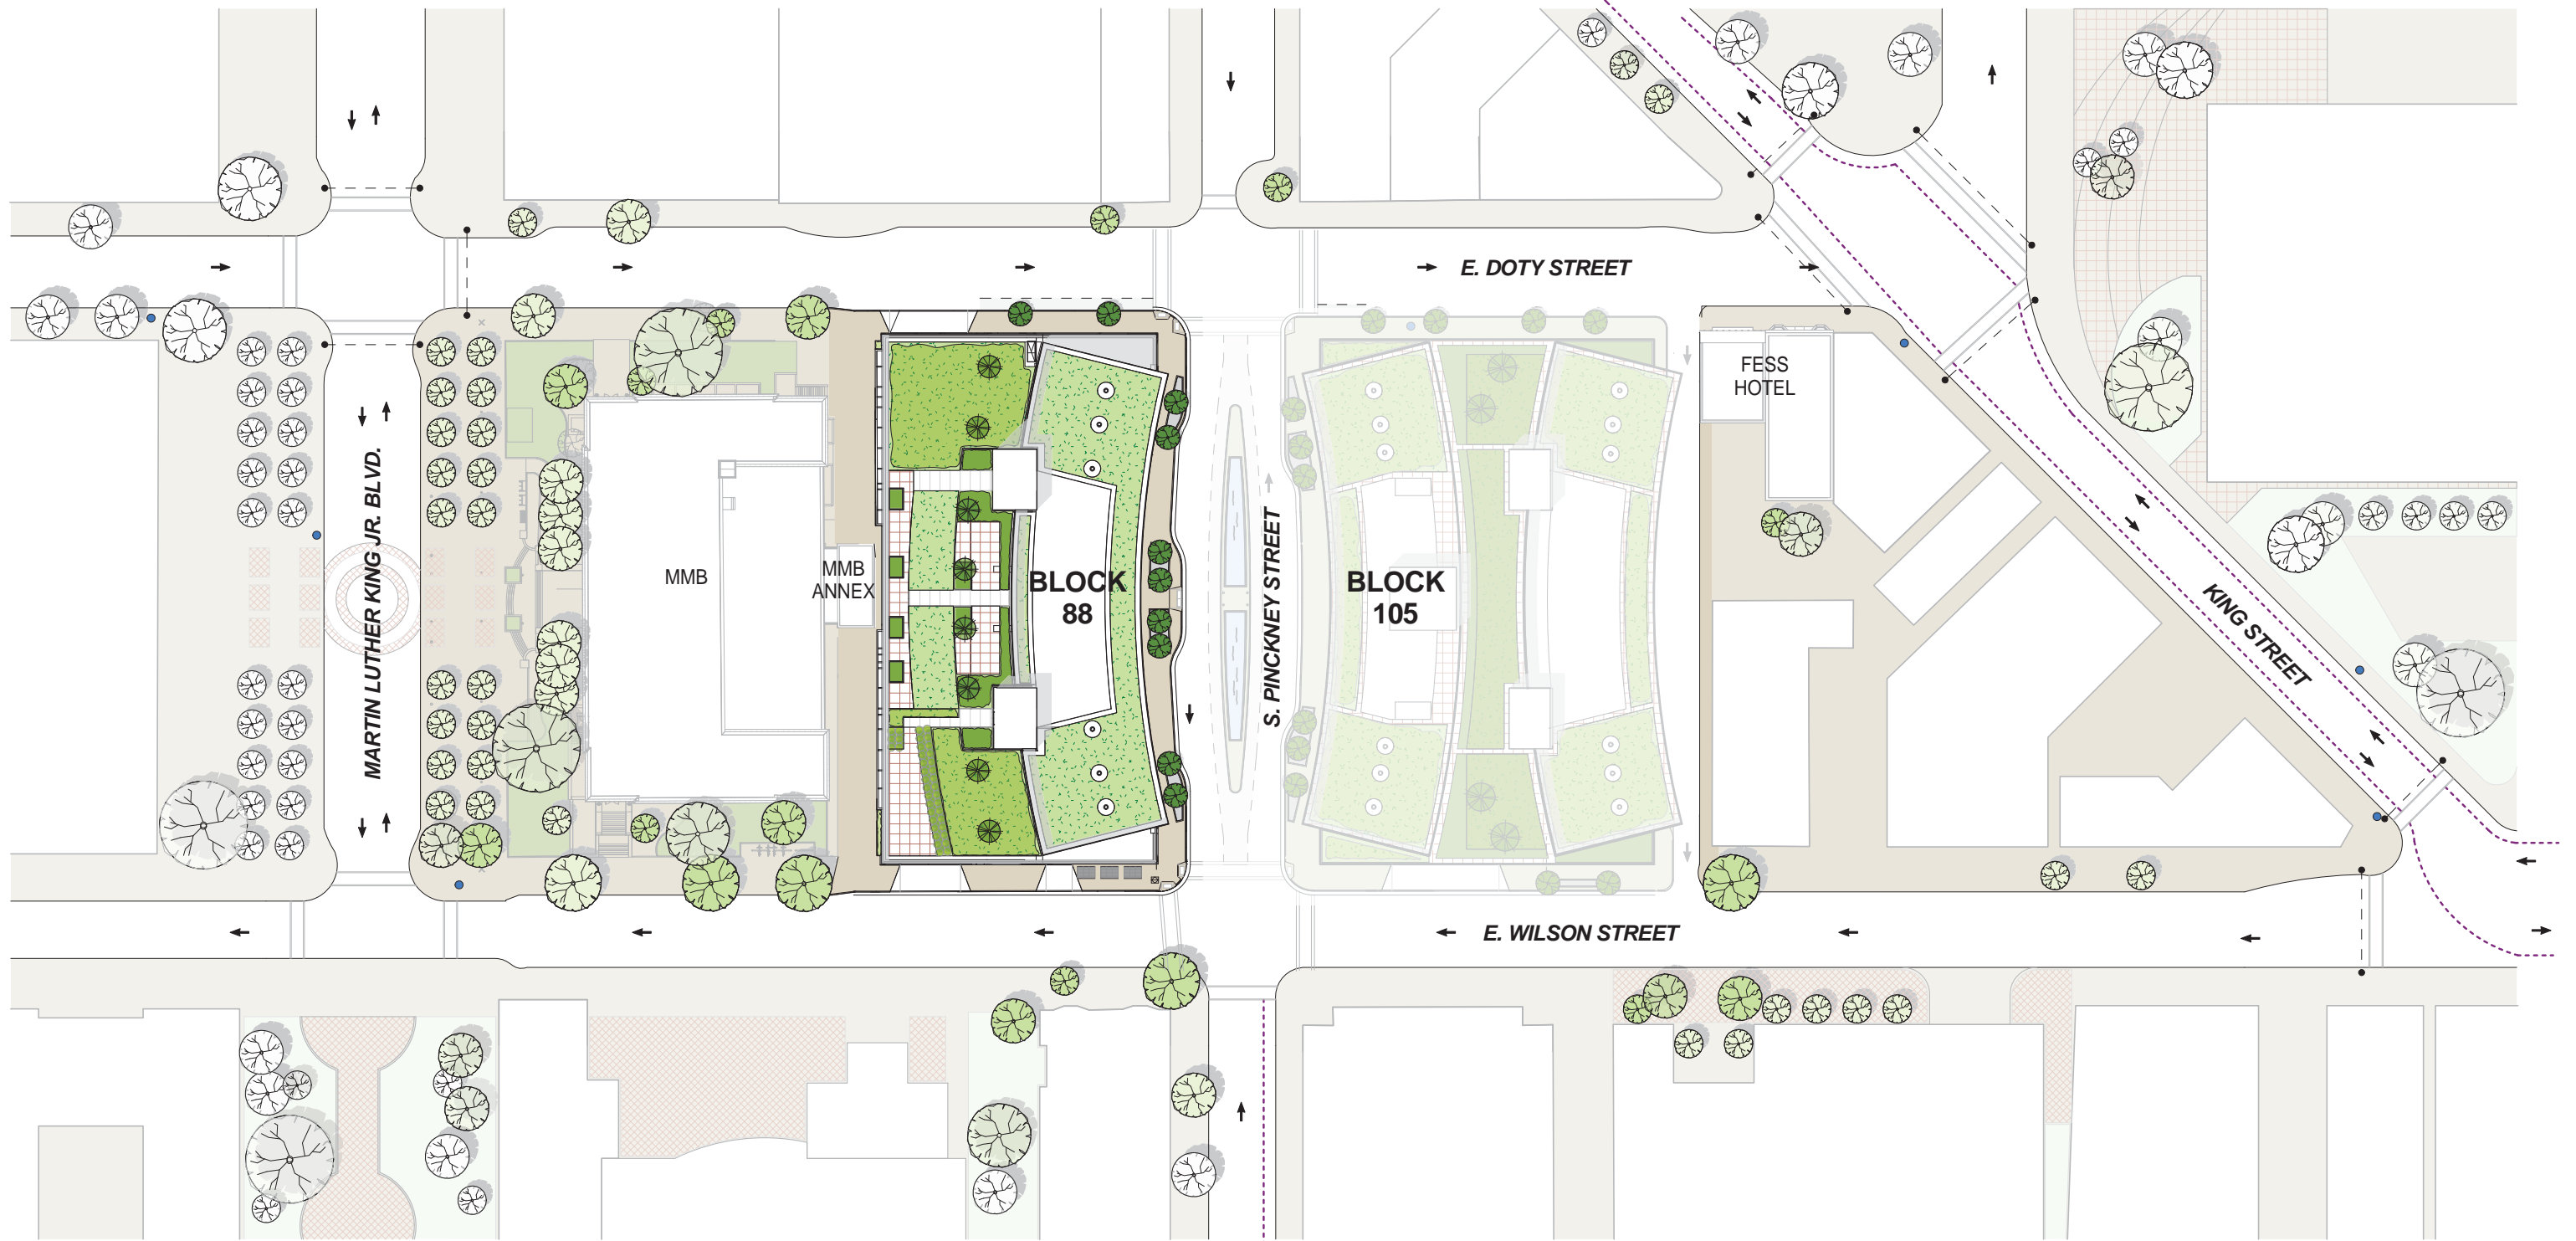 E. DOTY STREET
FESS
HOTEL
MARTIN LUTHER KING JR. BLVD.
MMB
MMB
ANNEX
BLOCK
88
S. PINCKNEY STREET
BLOCK
105
KING STREET
E. WILSON STREET